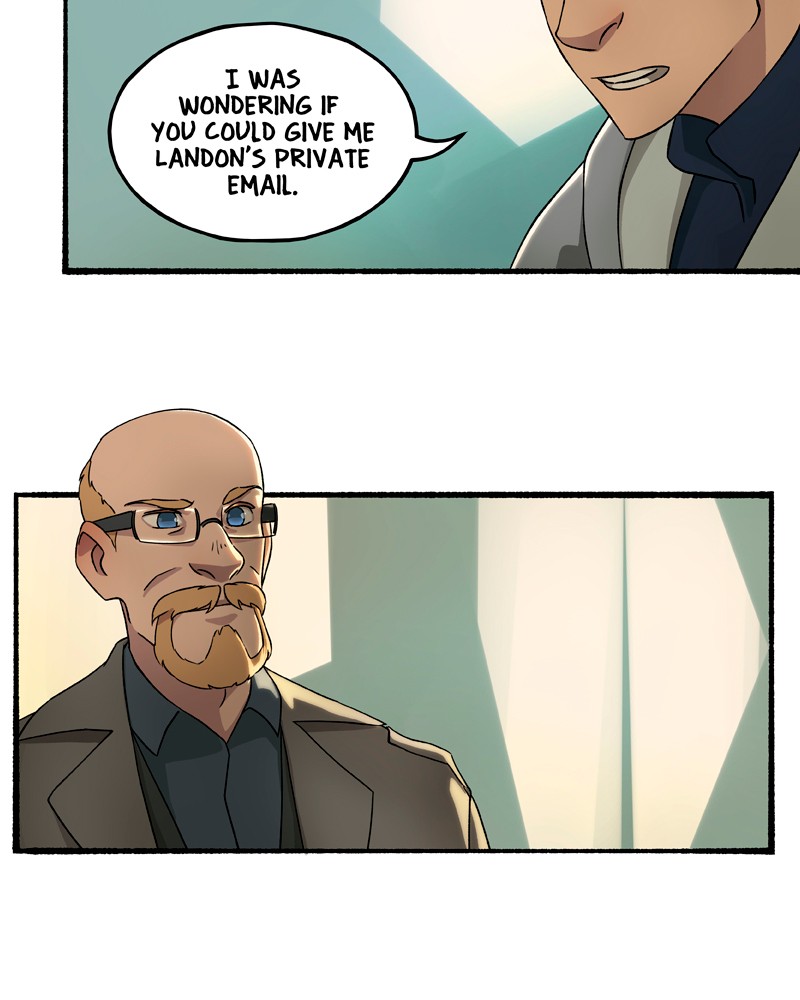 I WAS
WONDERING IF
YOU COULD GIVE ME
LANDON'S PRIVATE
EMAIL.